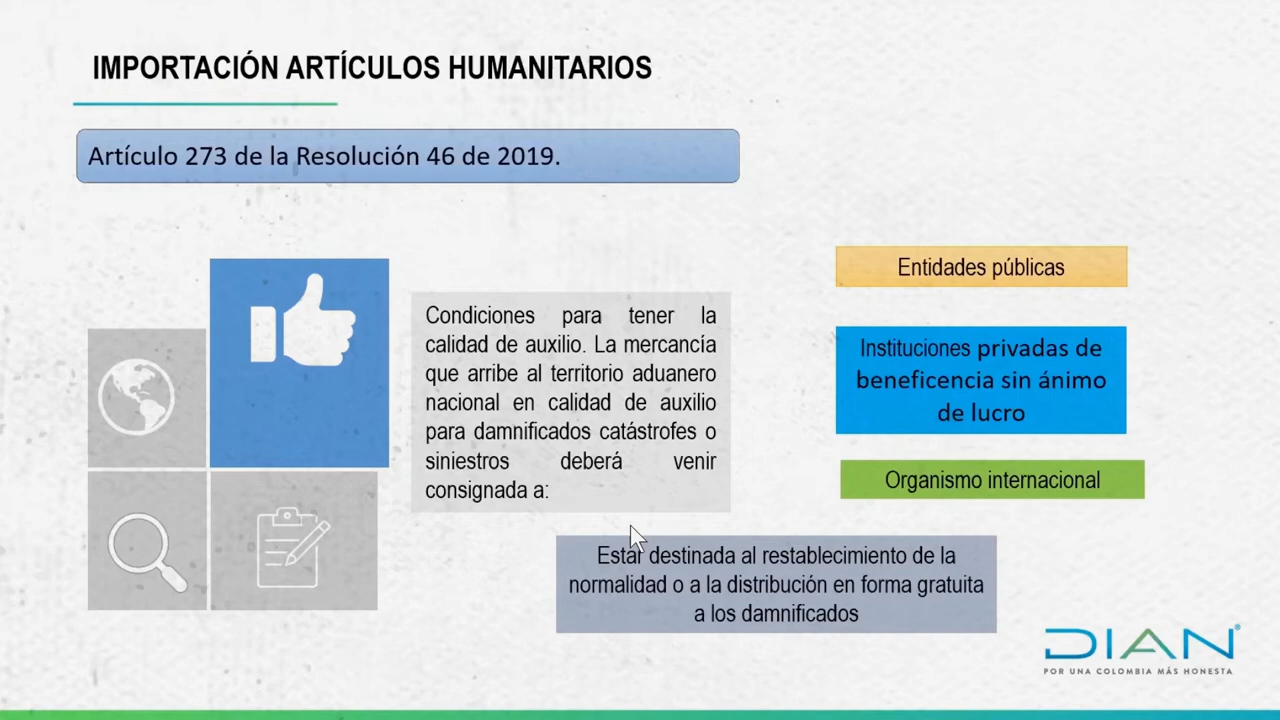 IMPORTACIÓN ARTÍCULOS HUMANITARIOS
Artículo 273 de la Resolución 46 de 2019.
Condiciones para tener la
calidad de auxilio. La mercancía
que arribe al territorio aduanero
nacional en calidad de auxilio
para damnificados catástrofes o
siniestros deberá venir
consignada a:
Entidades públicas
Instituciones privadas de
beneficencia sin ánimo
de lucro
Organismo internacional
Estar destinada al restablecimiento de la
normalidad o a la distribución en forma gratuita
a los damnificados
DIAN®
POR UNA COLOMBIA MÁS HONESTA